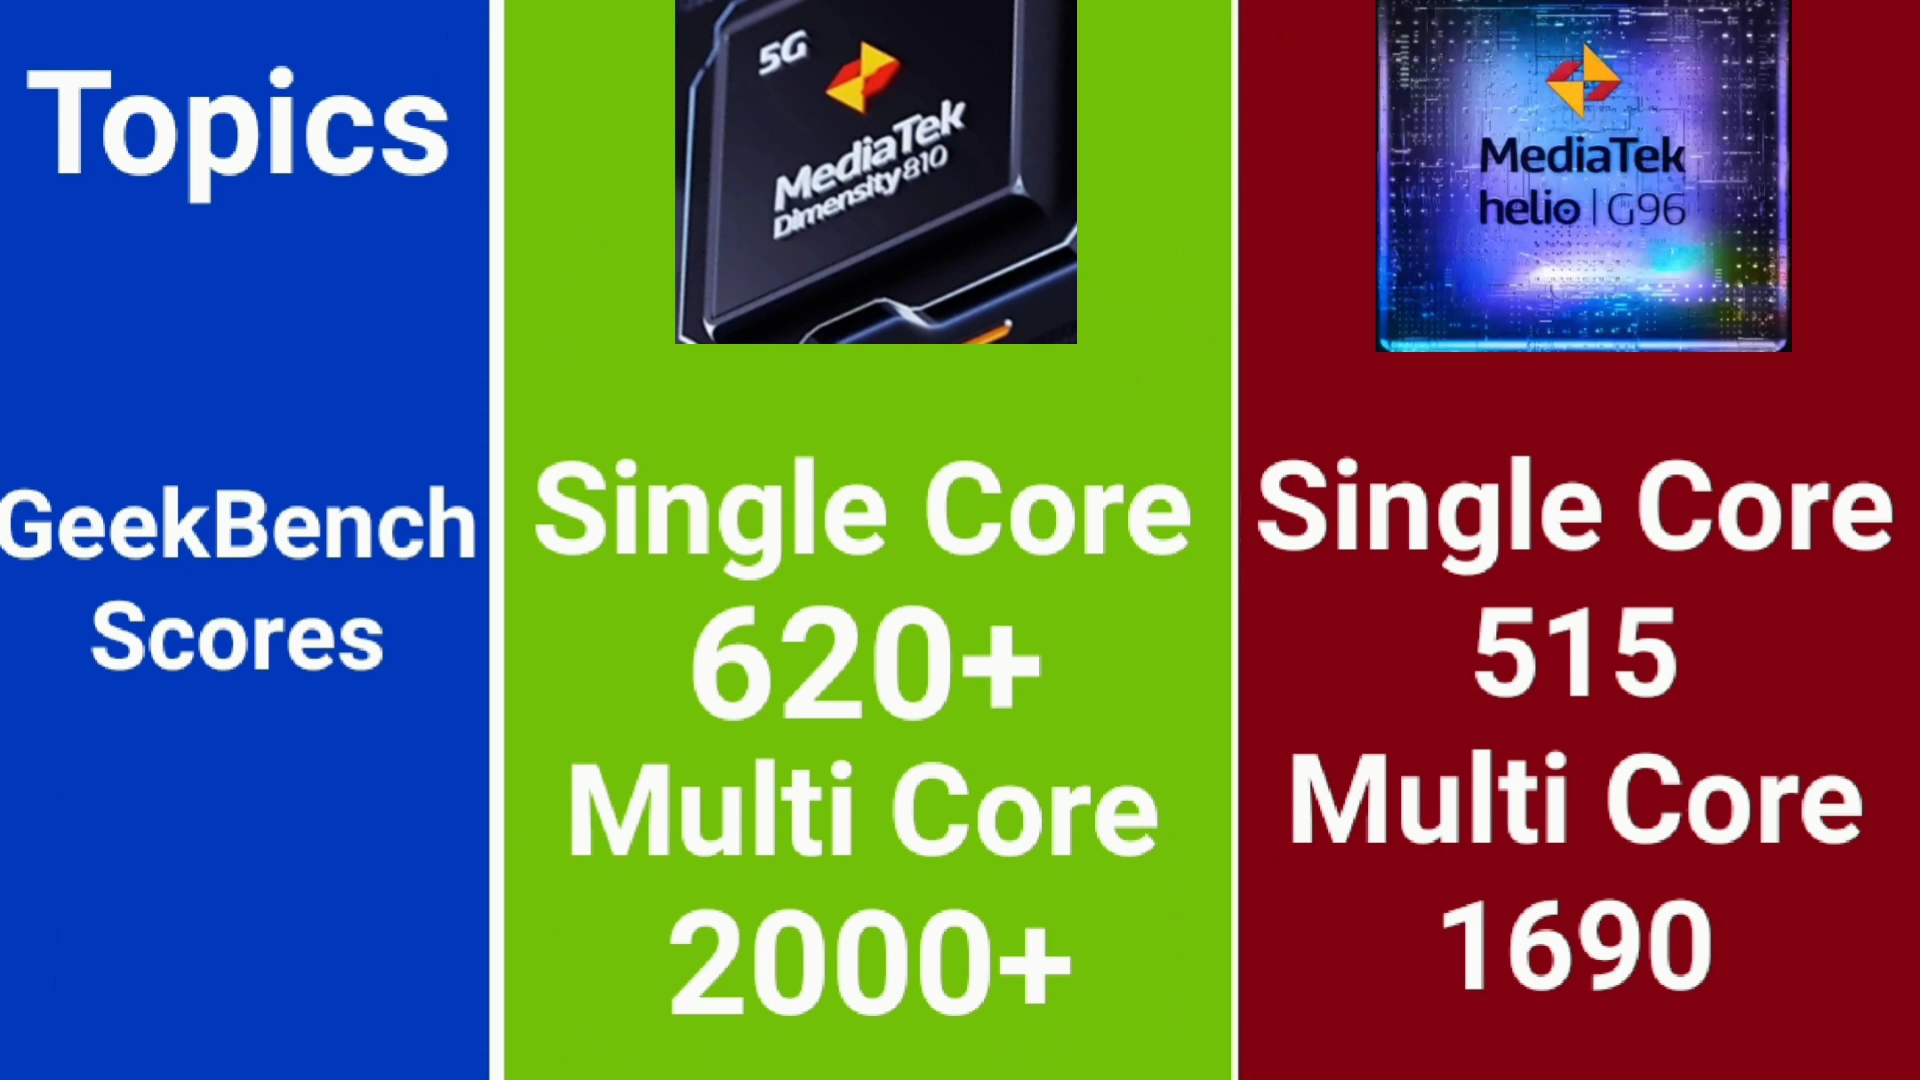 Topics
5G
MediaTek
Dimensity 810
MediaTek
helio | G96
GeekBench
Scores
Single Core
620+
Multi Core
2000+
Single Core
515
Multi Core
1690